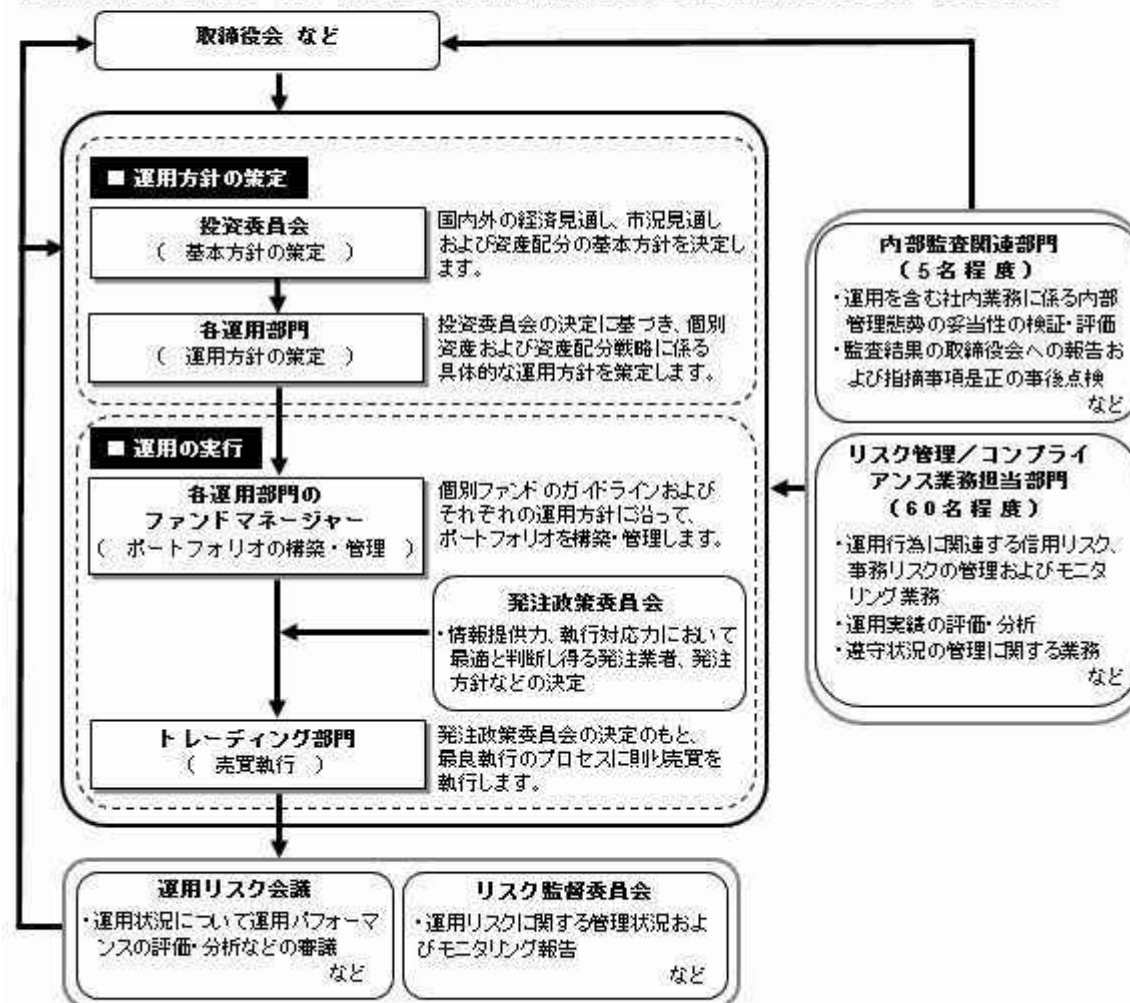 取締役会 など
■ 運用方針の策定
投資委員会
( 基本方針の策定 )
国内外の経済見通し、市況見通し
および資産配分の基本方針を決定し
ます。
各運用部門
( 運用方針の策定 )
投資委員会の決定に基づき、個別
資産および資産配分戦略に係る
具体的な運用方針を策定します。
■ 運用の実行
各運用部門の
ファンドマネージャー
( ポートフォリオの構築・管理 )
個別ファンドのガイドラインおよび
それぞれの運用方針に沿って、
ポートフォリオを構築・管理します。
発注政策委員会
・情報提供力、執行対応力において
最適と判断し得る発注業者、発注
方針などの決定
トレーディング部門
( 売買執行 )
発注政策委員会の決定のもと、
最良執行のプロセスに則り売買を
執行します。
内部監査関連部門
(5名程度)
・運用を含む社内業務に係る内部
管理態勢の妥当性の検証・評価
・監査結果の取締役会への報告お
よび指摘事項是正の事後点検
など
リスク管理/コンプライ
アンス業務担当部門
(60名程度)
・運用行為に関連する信用リスク、
事務リスクの管理およびモニタ
リング業務
・運用実績の評価・分析
・遵守状況の管理に関する業務
など
運用リスク会議
・運用状況について運用パフォーマ
ンスの評価・分析などの審議
など
リスク監督委員会
・運用リスクに関する管理状況およ
びモニタリング報告
など